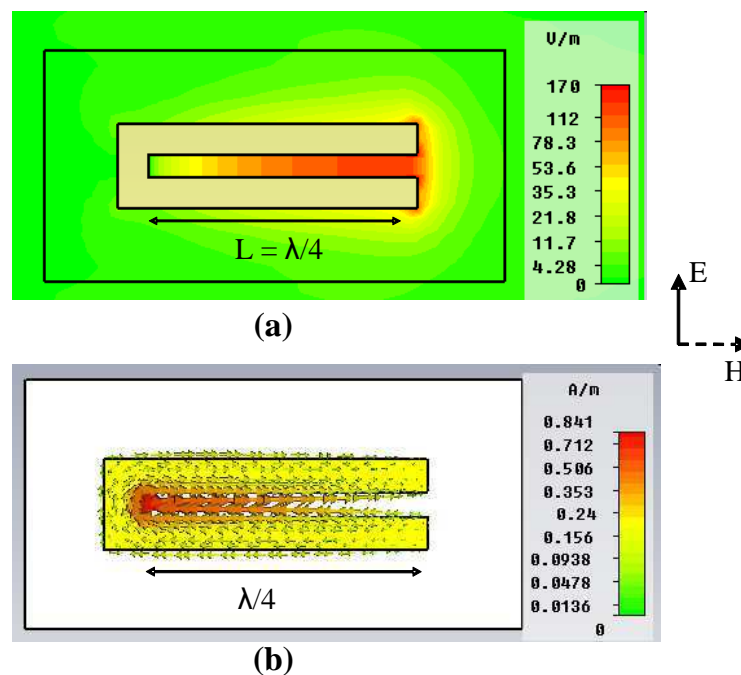 V/m
170
112
78.3
53.6
35.3
21.8
11.7
4.28
0
L = λ/4
(a)
E
H
A/m
0.841
0.712
0.506
0.353
0.24
0.156
0.0938
0.0478
0.0136
0
λ/4
(b)